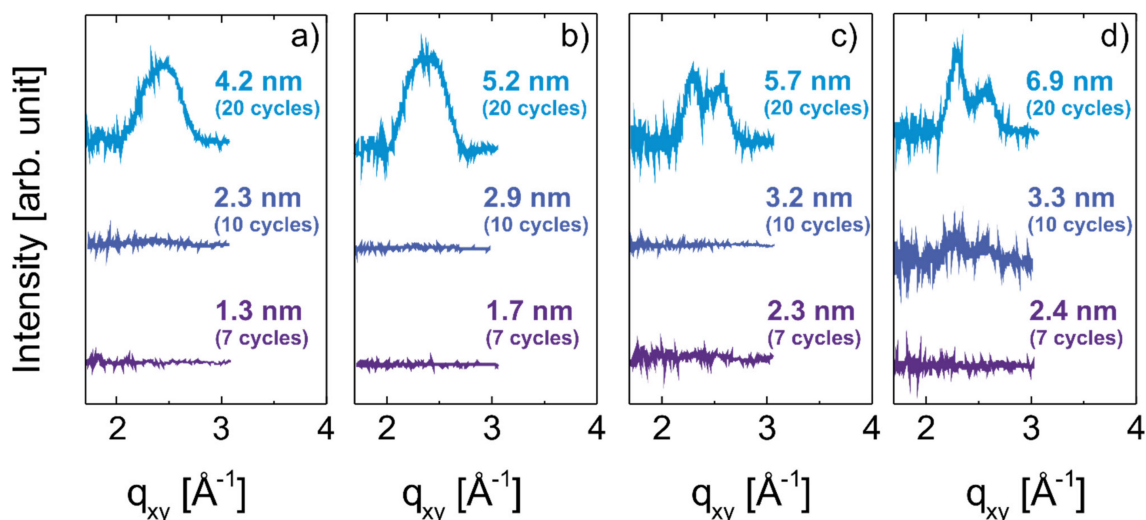 Intensity [arb. unit]
a)
4.2 nm
(20 cycles)
2.3 nm
(10 cycles)
1.3 nm
(7 cycles)
2 3 4
q_xy [Å^-1]
b)
5.2 nm
(20 cycles)
2.9 nm
(10 cycles)
1.7 nm
(7 cycles)
2 3 4
q_xy [Å^-1]
c)
5.7 nm
(20 cycles)
3.2 nm
(10 cycles)
2.3 nm
(7 cycles)
2 3 4
q_xy [Å^-1]
d)
6.9 nm
(20 cycles)
3.3 nm
(10 cycles)
2.4 nm
(7 cycles)
2 3 4
q_xy [Å^-1]